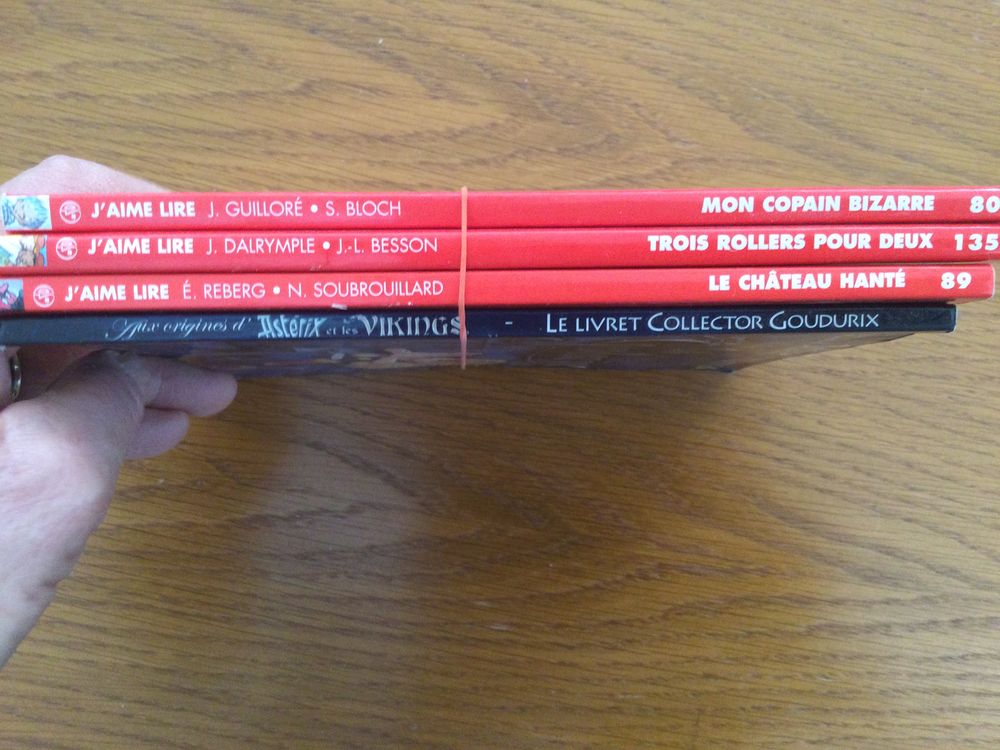 J'AIME LIRE J. GUILLORÉ • S. BLOCH MON COPAIN BIZARRE 80
J'AIME LIRE J. DALRYMPLE • J.-L. BESSON TROIS ROLLERS POUR DEUX 135
J'AIME LIRE É. REBERG • N. SOUBROUILLARD LE CHÂTEAU HANTÉ 89
Aux origines d'Astérix et les VIKINGS - LE LIVRET COLLECTOR GOUDURIX